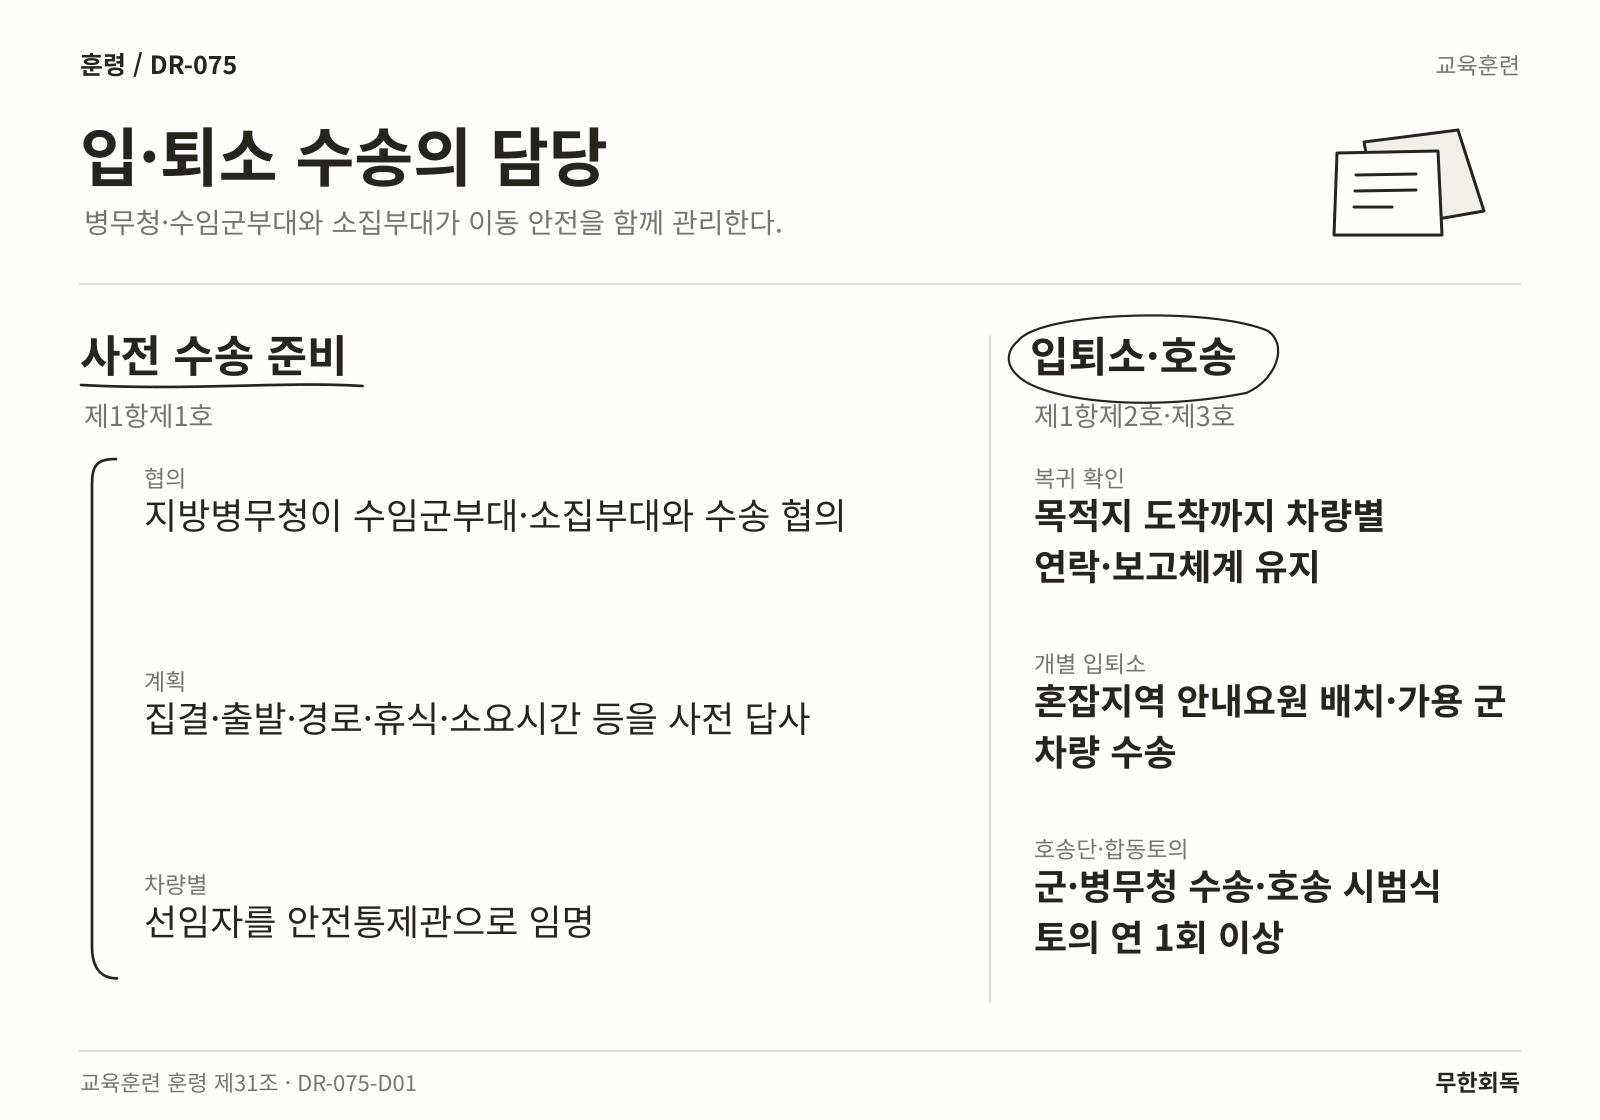 훈령 / DR-075
교육훈련
입·퇴소 수송의 담당
병무청·수임군부대와 소집부대가 이동 안전을 함께 관리한다.
사전 수송 준비
제1항제1호
협의
지방병무청이 수임군부대·소집부대와 수송 협의
계획
집결·출발·경로·휴식·소요시간 등을 사전 답사
차량별
선임자를 안전통제관으로 임명
입퇴소·호송
제1항제2호·제3호
복귀 확인
목적지 도착까지 차량별
연락·보고체계 유지
개별 입퇴소
혼잡지역 안내요원 배치·가용 군
차량 수송
호송단·합동토의
군·병무청 수송·호송 시범식
토의 연 1회 이상
교육훈련 훈령 제31조 · DR-075-D01
무한회독